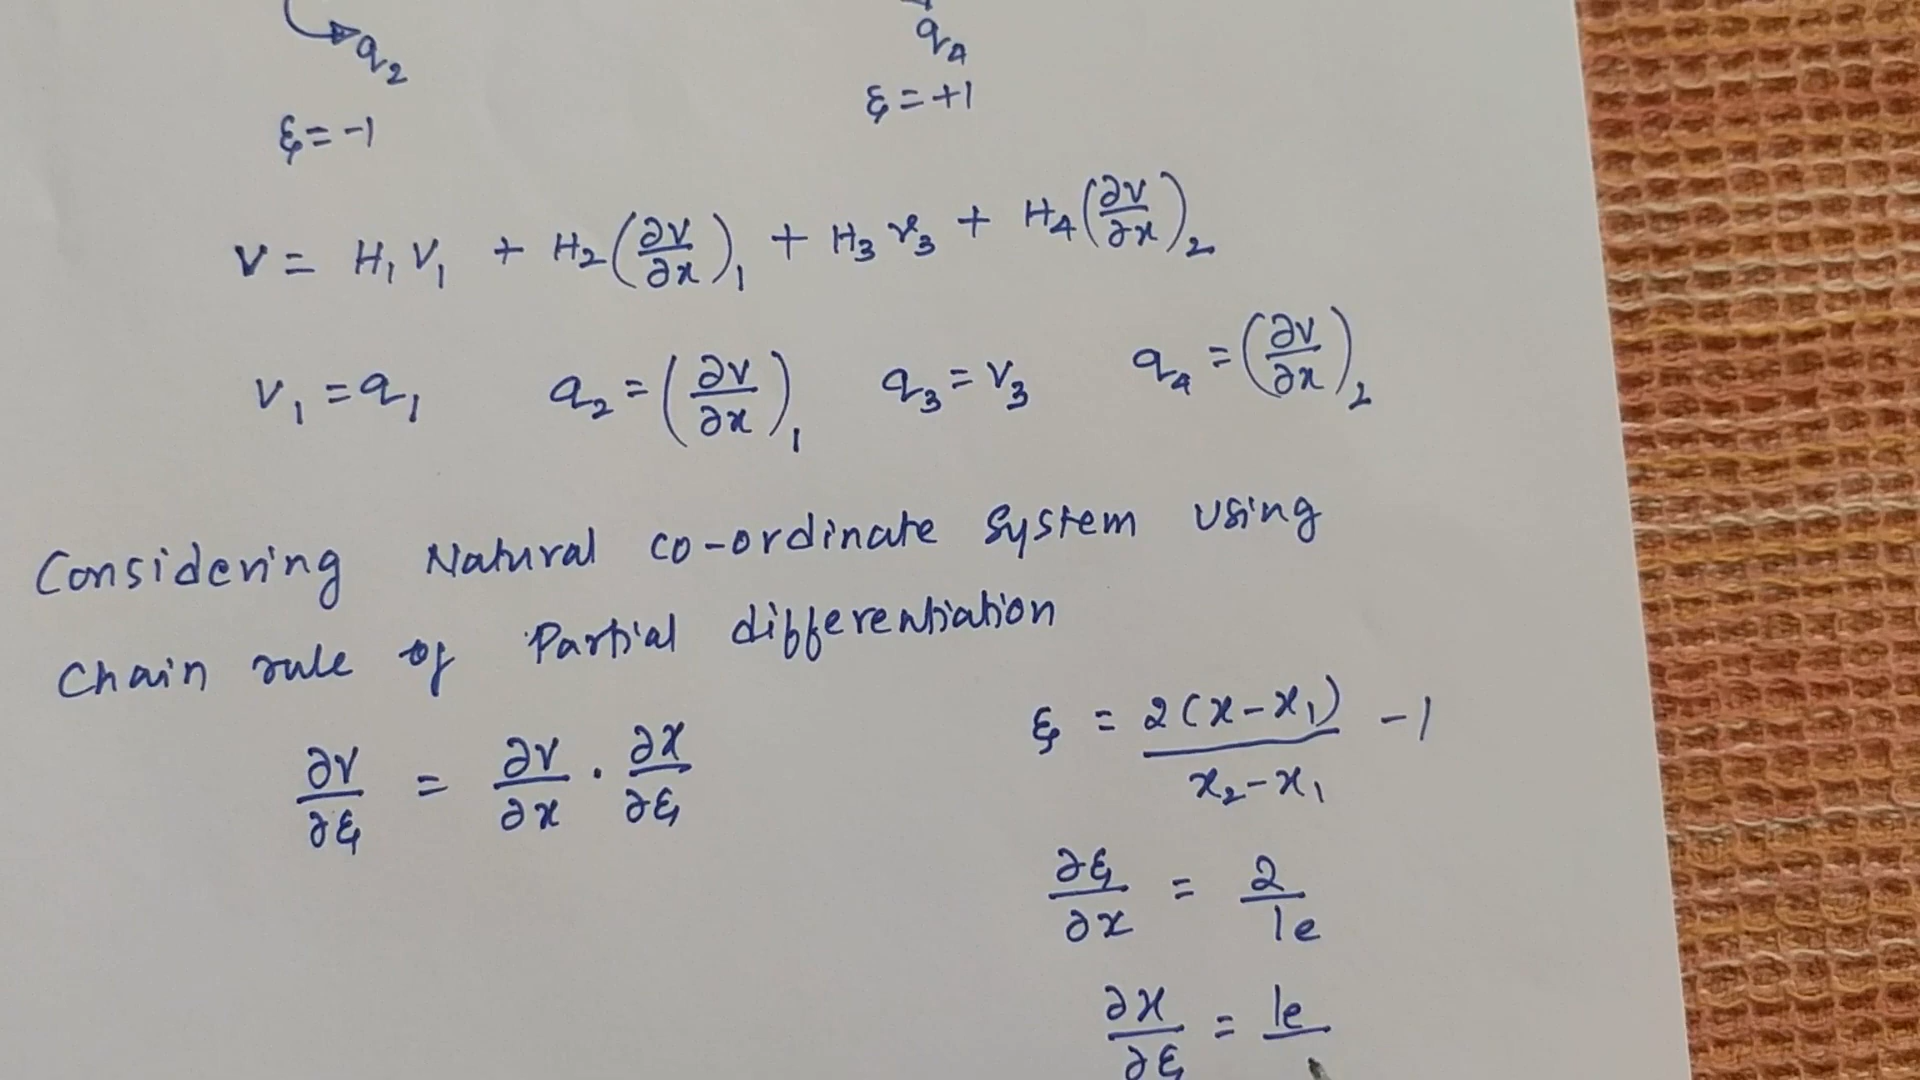 q₂ q₄
ξ = -1 ξ = +1
v = H₁ v₁ + H₂ (∂v/∂x)₁ + H₃ v₃ + H₄ (∂v/∂x)₂
v₁ = q₁ q₂ = (∂v/∂x)₁ q₃ = v₃ q₄ = (∂v/∂x)₂
Considering Natural co-ordinate system using
Chain rule of Partial differentiation
∂v/∂ξ = ∂v/∂x · ∂x/∂ξ
ξ = 2(x-x₁)/(x₂-x₁) -1
∂ξ/∂x = 2/le
∂x/∂ξ = le/